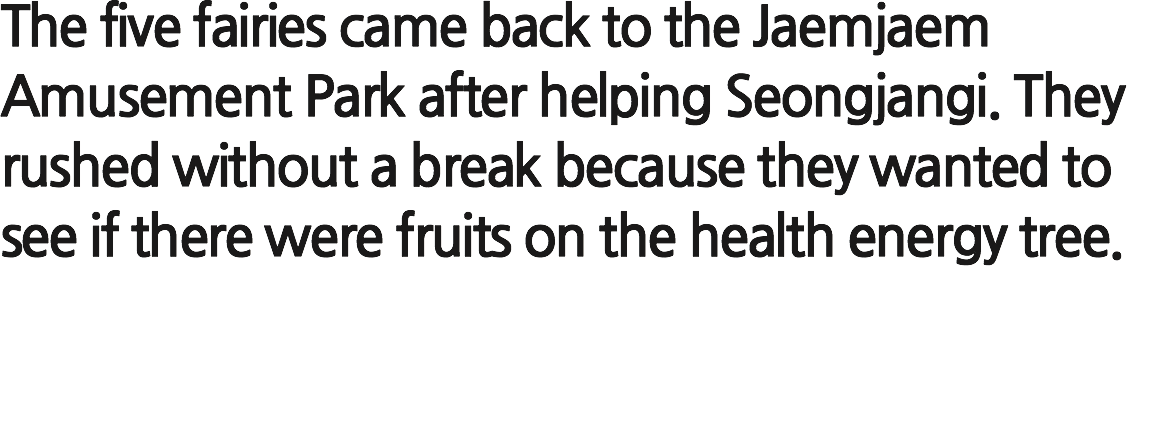 The five fairies came back to the Jaemjaem
Amusement Park after helping Seongjangi. They
rushed without a break because they wanted to
see if there were fruits on the health energy tree.